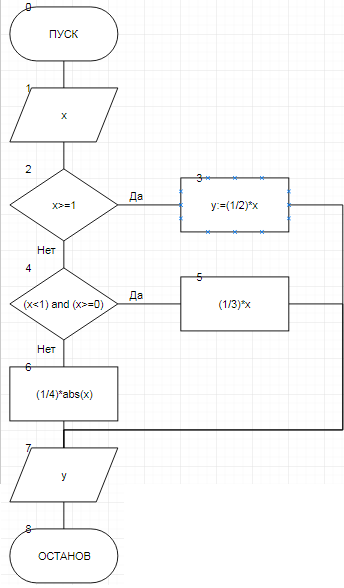 0
ПУСК
1
x
2
x>=1
Да
3
y:=(1/2)*x
Нет
4
(x<1) and (x>=0)
Да
5
(1/3)*x
Нет
6
(1/4)*abs(x)
7
y
8
ОСТАНОВ